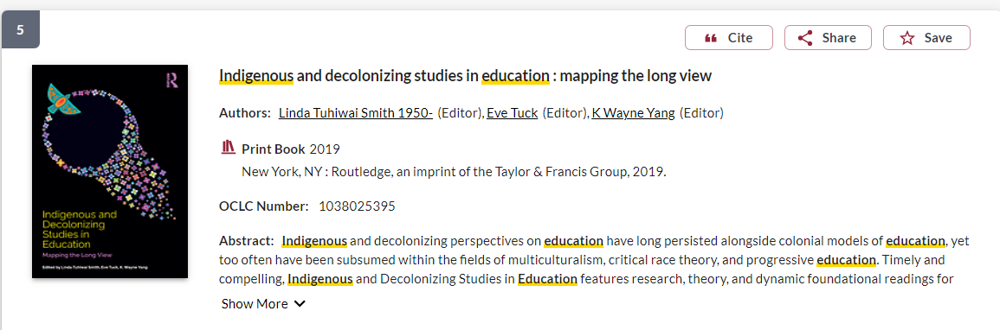 5
Cite
Share
Save
Indigenous and decolonizing studies in education : mapping the long view
Authors: Linda Tuhiwai Smith 1950- (Editor), Eve Tuck (Editor), K Wayne Yang (Editor)
R
Print Book 2019
New York, NY : Routledge, an imprint of the Taylor & Francis Group, 2019.
OCLC Number: 1038025395
Indigenous and
Decolonizing
Studies in
Education
Mapping the Long View
Edited by Linda Tuhiwai Smith, Eve Tuck, K. Wayne Yang
Abstract: Indigenous and decolonizing perspectives on education have long persisted alongside colonial models of education, yet
too often have been subsumed within the fields of multiculturalism, critical race theory, and progressive education. Timely and
compelling, Indigenous and Decolonizing Studies in Education features research, theory, and dynamic foundational readings for
Show More